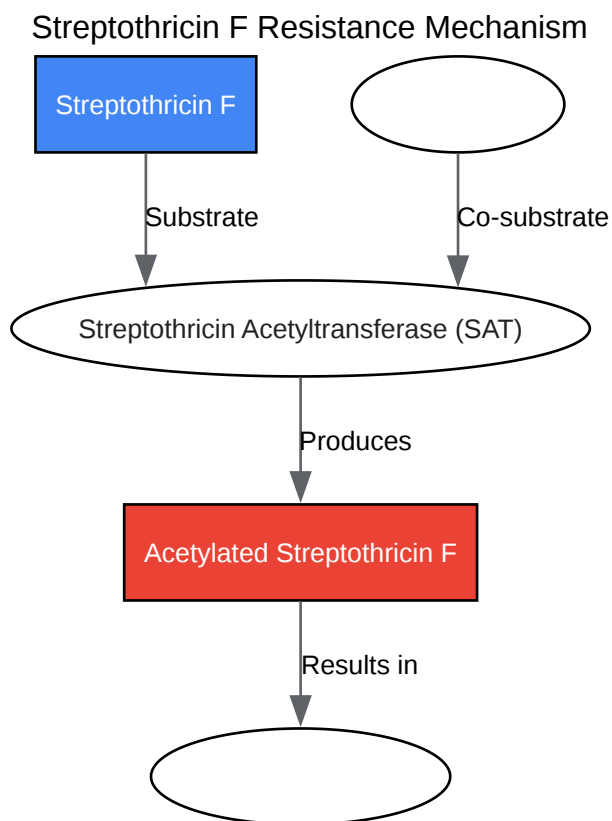 Streptothricin F Resistance Mechanism
Streptothricin F
Substrate
Co-substrate
Streptothricin Acetyltransferase (SAT)
Produces
Acetylated Streptothricin F
Results in